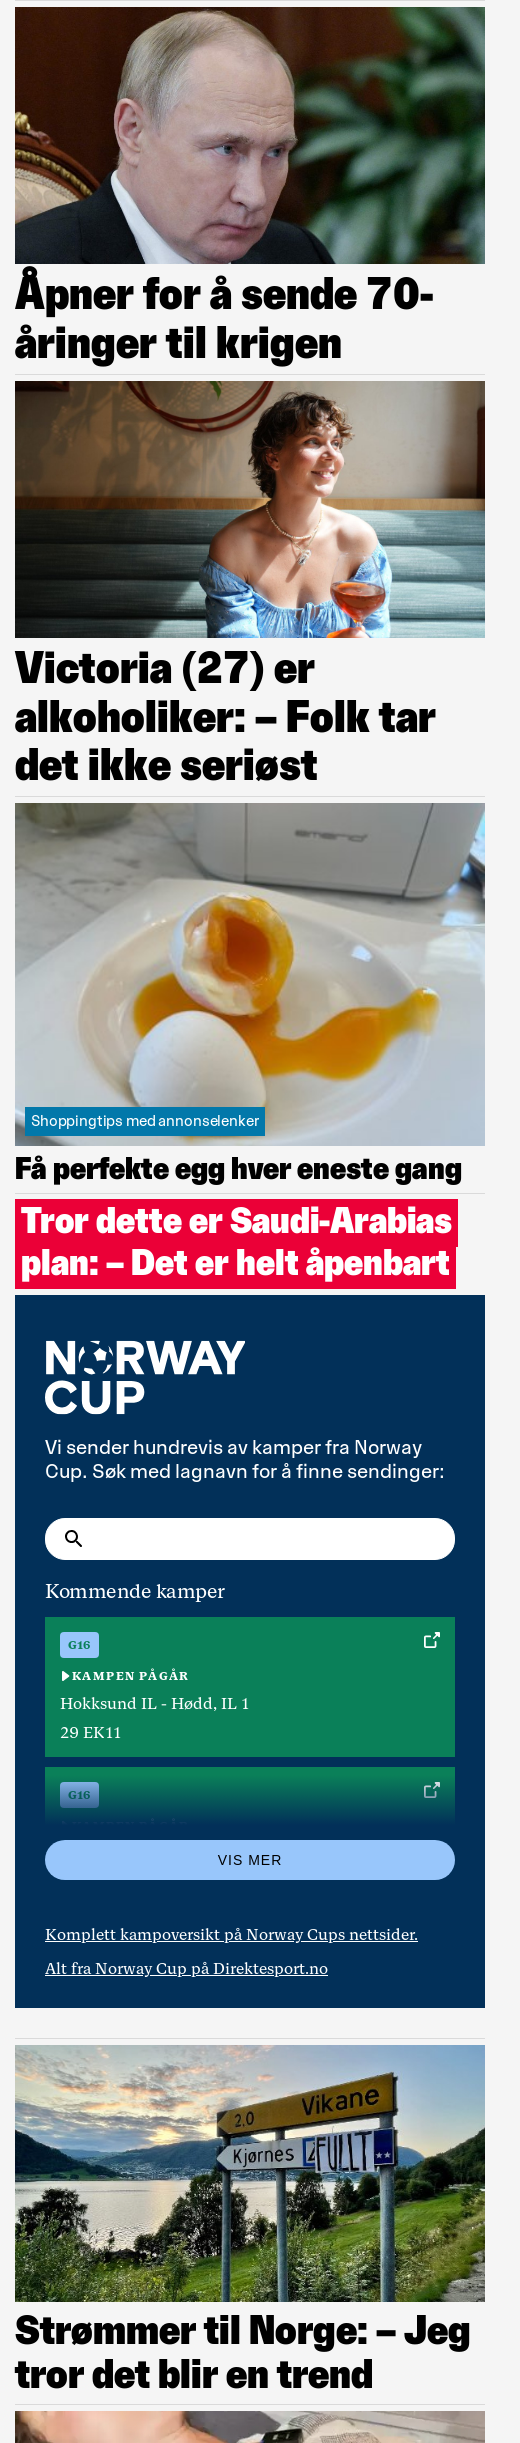 Åpner for å sende 70-
åringer til krigen
Victoria (27) er
alkoholiker: – Folk tar
det ikke seriøst
emerio
Shoppingtips med annonselenker
Få perfekte egg hver eneste gang
Tror dette er Saudi-Arabias
plan: – Det er helt åpenbart
NORWAY
CUP
Vi sender hundrevis av kamper fra Norway
Cup. Søk med lagnavn for å finne sendinger:
Kommende kamper
G16
KAMPEN PÅGÅR
Hokksund IL - Hødd, IL 1
29 EK11
G16
VIS MER
Komplett kampoversikt på Norway Cups nettsider.
Alt fra Norway Cup på Direktesport.no
2.0 Vikane
Kjørnes FULLT
Strømmer til Norge: – Jeg
tror det blir en trend